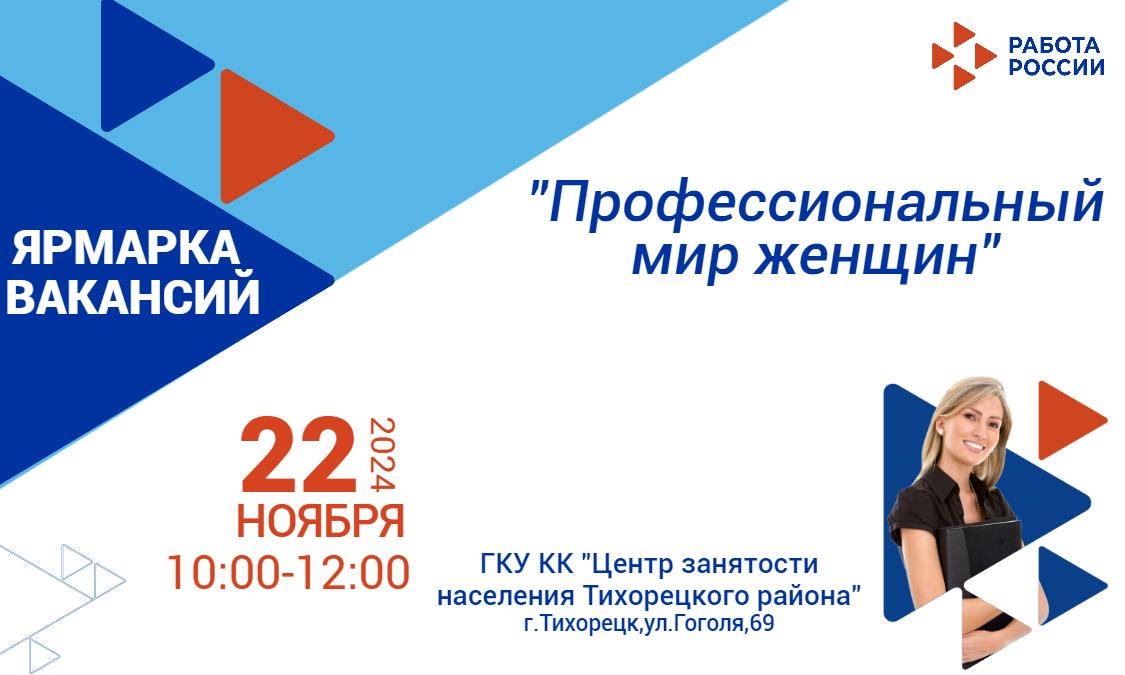 РАБОТА
РОССИИ
"Профессиональный
мир женщин"
ЯРМАРКА
ВАКАНСИЙ
22
2024
НОЯБРЯ
10:00-12:00
ГКУ КК "Центр занятости
населения Тихорецкого района"
г.Тихорецк,ул.Гоголя,69